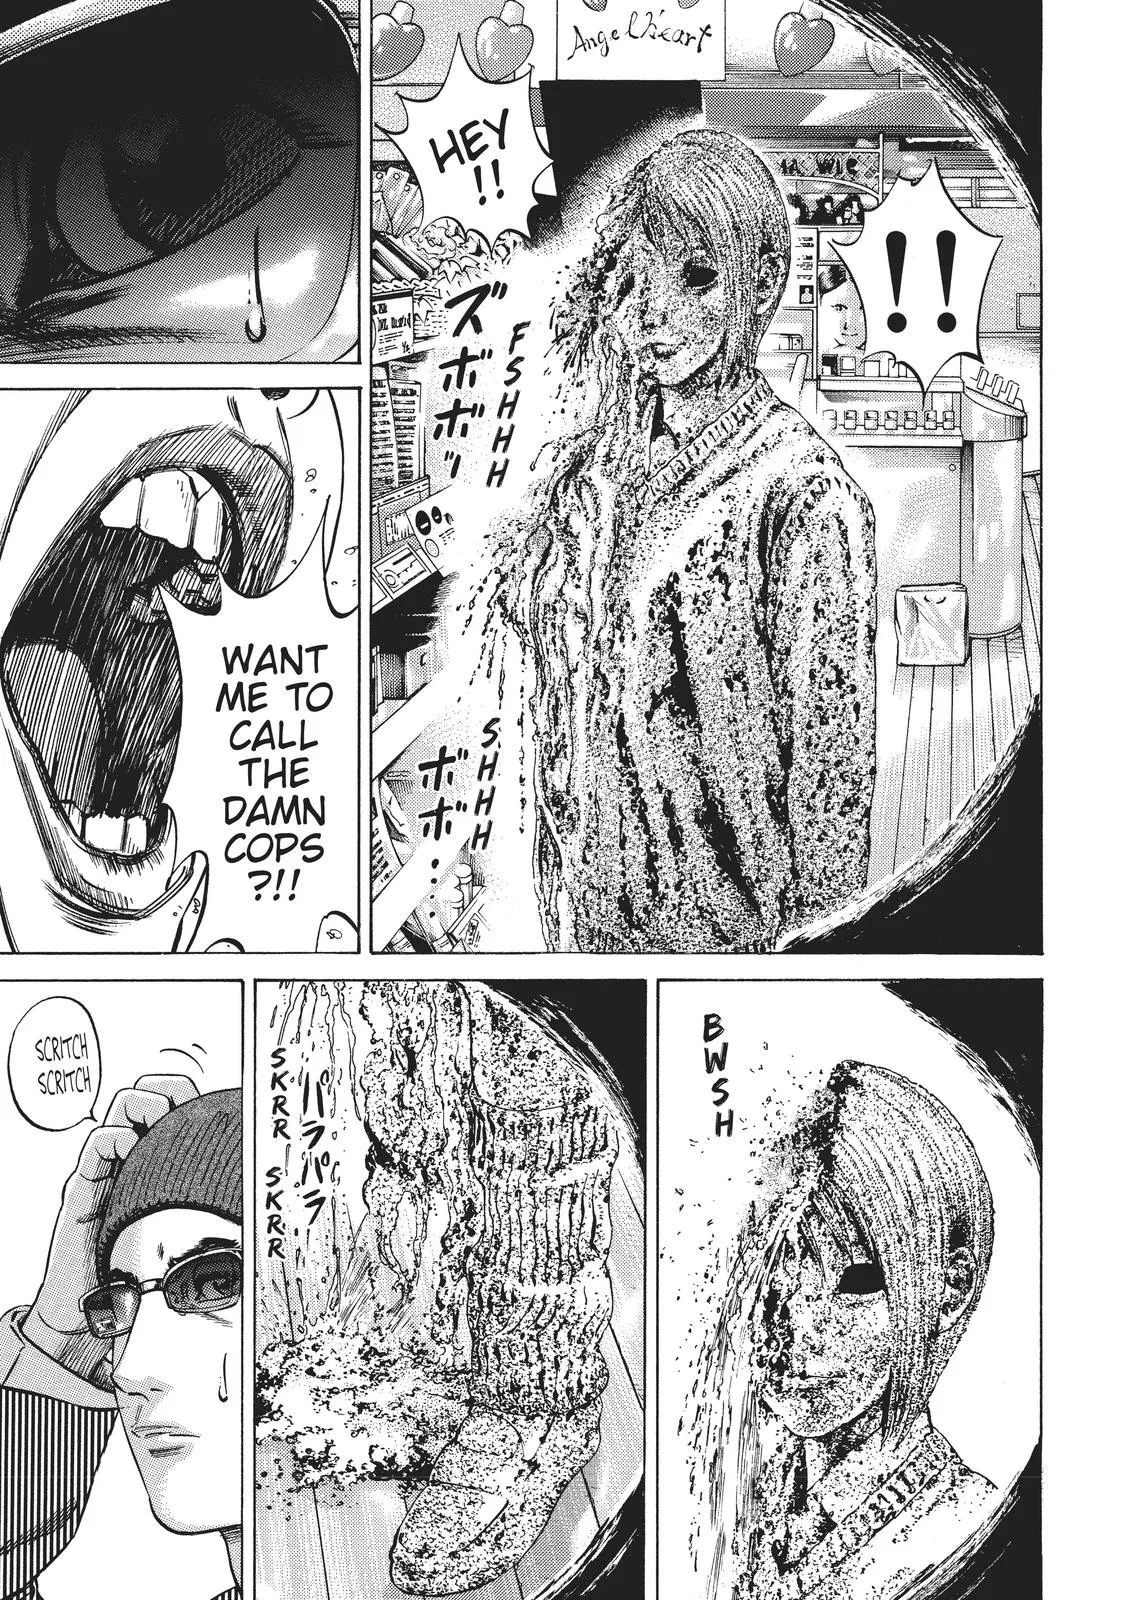 Angel Heart
!!
HEY
!!
ズ
ボ
ボ
ボッ
FSHHH
ボ
ボ
SHHH
WANT
ME TO
CALL
THE
DAMN
COPS
?!!
BWSH
パラパラ
SKRR
SKRR
SCRITCH
SCRITCH